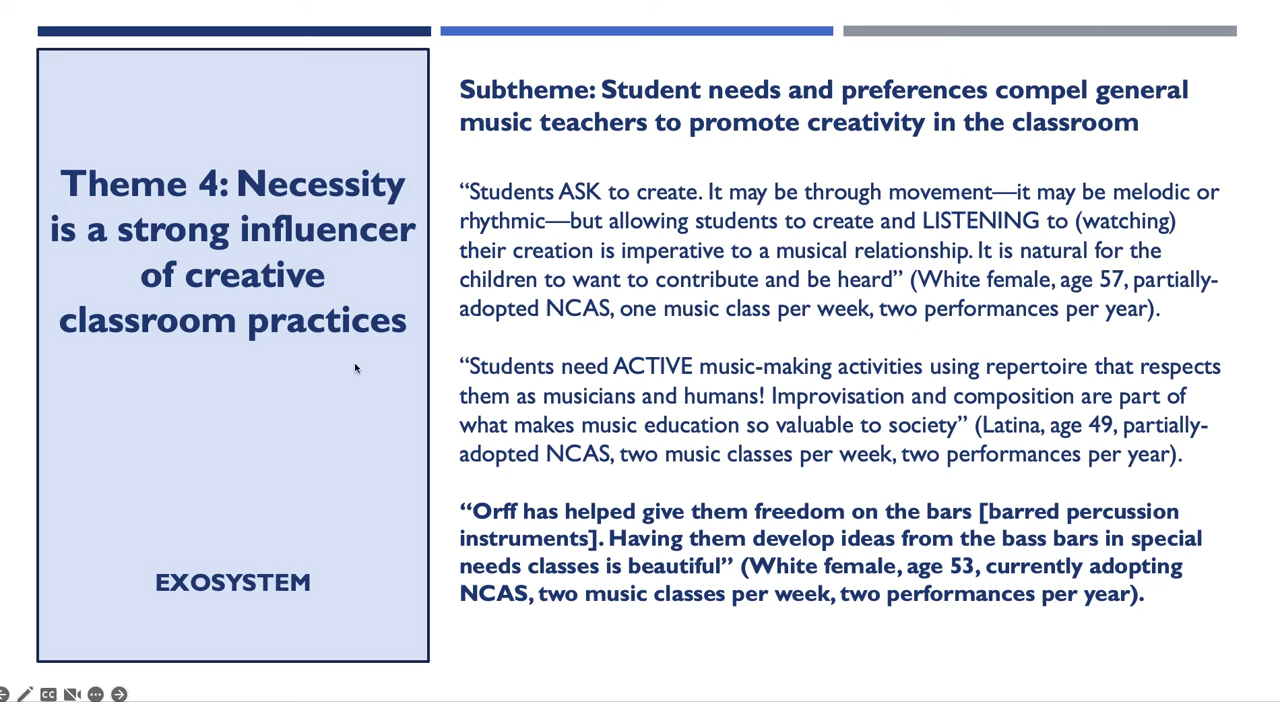 Theme 4: Necessity
is a strong influencer
of creative
classroom practices
EXOSYSTEM
Subtheme: Student needs and preferences compel general
music teachers to promote creativity in the classroom
“Students ASK to create. It may be through movement—it may be melodic or
rhythmic—but allowing students to create and LISTENING to (watching)
their creation is imperative to a musical relationship. It is natural for the
children to want to contribute and be heard” (White female, age 57, partially-
adopted NCAS, one music class per week, two performances per year).
“Students need ACTIVE music-making activities using repertoire that respects
them as musicians and humans! Improvisation and composition are part of
what makes music education so valuable to society” (Latina, age 49, partially-
adopted NCAS, two music classes per week, two performances per year).
“Orff has helped give them freedom on the bars [barred percussion
instruments]. Having them develop ideas from the bass bars in special
needs classes is beautiful” (White female, age 53, currently adopting
NCAS, two music classes per week, two performances per year).
CC